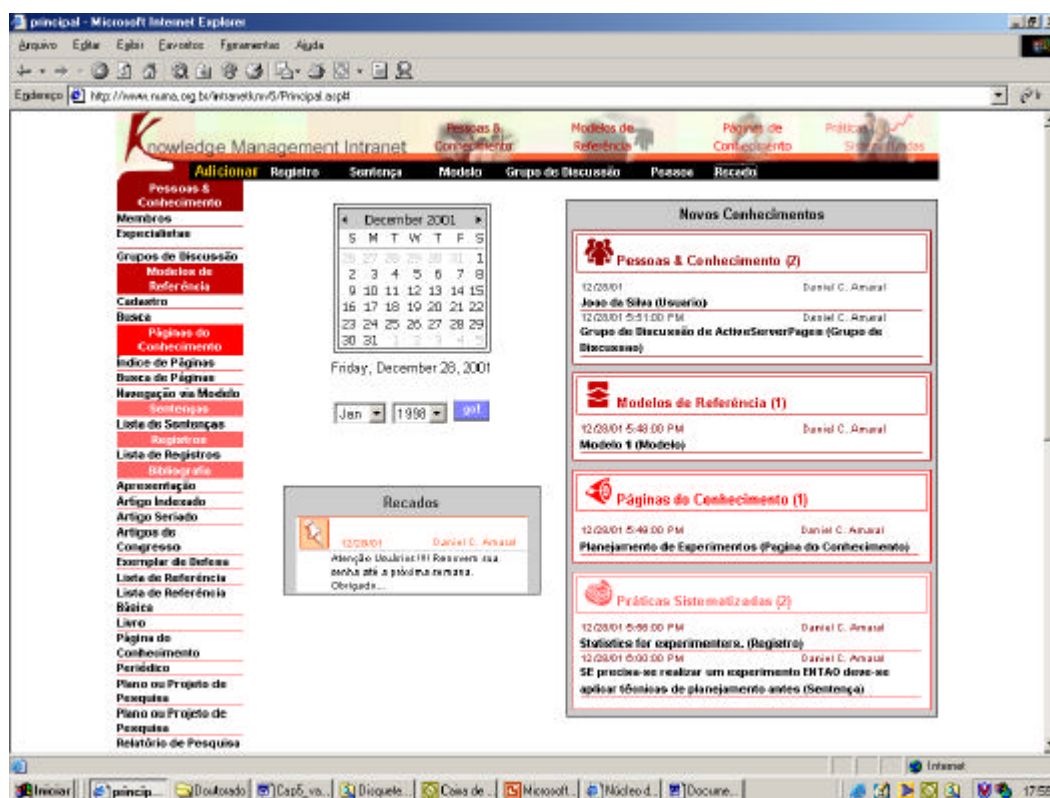 principal - Microsoft Internet Explorer
Arquivo Editar Exibir Favoritos Ferramentas Ajuda
Endereço http://www.numa.org.br/intranetkmv5/Principal.asp#
Knowledge Management Intranet
Pessoas & Conhecimento
Modelos de Referência
Páginas de Conhecimento
Práticas Sistematizadas
Adicionar Registro Sentença Modelo Grupo de Discussão Pessoa Recado
Pessoas &
Conhecimento
Membros
Especialistas
Grupos de Discussão
Modelos de
Referência
Cadastro
Busca
Páginas do
Conhecimento
Índice de Páginas
Busca de Páginas
Navegação via Modelo
Sentenças
Lista de Sentenças
Registros
Lista de Registros
Bibliografia
Apresentação
Artigo Indexado
Artigo Seriado
Artigos de
Congresso
Exemplar de Defesa
Lista de Referência
Lista de Referência
Básica
Livro
Página do
Conhecimento
Periódico
Plano ou Projeto de
Pesquisa
Plano ou Projeto de
Pesquisa
Relatório de Pesquisa
December 2001
S M T W T F S
26 27 28 29 30 31 1
2 3 4 5 6 7 8
9 10 11 12 13 14 15
16 17 18 19 20 21 22
23 24 25 26 27 28 29
30 31 1 2 3 4 5
Friday, December 28, 2001
Jan 1998 go!
Recados
12/28/01 Daniel C. Amaral
Atenção Usuários!!! Renovem sua
senha até a próxima semana.
Obrigado...
Novos Conhecimentos
Pessoas & Conhecimento (2)
12/28/01 Daniel C. Amaral
Joao da Silva (Usuario)
12/28/01 5:51:00 PM Daniel C. Amaral
Grupo de Discussão de ActiveServerPages (Grupo de
Discussao)
Modelos de Referência (1)
12/28/01 5:48:00 PM Daniel C. Amaral
Modelo 1 (Modelo)
Páginas do Conhecimento (1)
12/28/01 5:49:00 PM Daniel C. Amaral
Planejamento de Experimentos (Pagina do Conhecimento)
Práticas Sistematizadas (2)
12/28/01 5:56:00 PM Daniel C. Amaral
Statistics for experimenters. (Registro)
12/28/01 6:00:00 PM Daniel C. Amaral
SE precisa-se realizar um experimento ENTAO deve-se
aplicar técnicas de planejamento antes (Sentença)
Internet
Iniciar princip... Doutorado Cap5_va... Disquete... Caixa de ... Microsoft... Núcleo d... Docume... 17:55